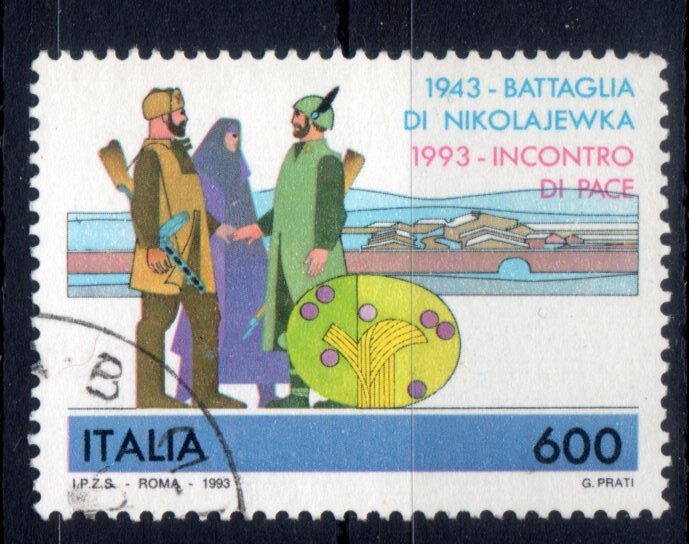 1943 - BATTAGLIA
DI NIKOLAJEWKA
1993 - INCONTRO
DI PACE
ITALIA 600
I.P.Z.S. - ROMA - 1993 G. PRATI
B